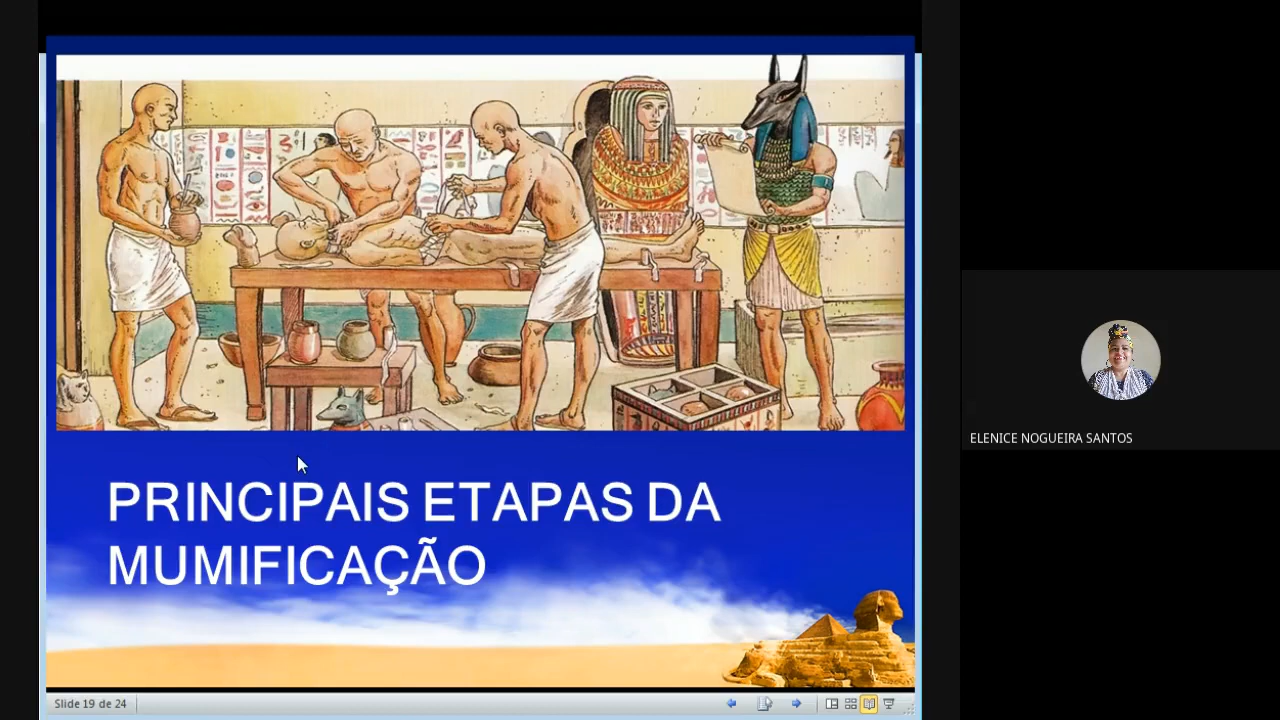 PRINCIPAIS ETAPAS DA
MUMIFICAÇÃO
ELENICE NOGUEIRA SANTOS
Slide 19 de 24